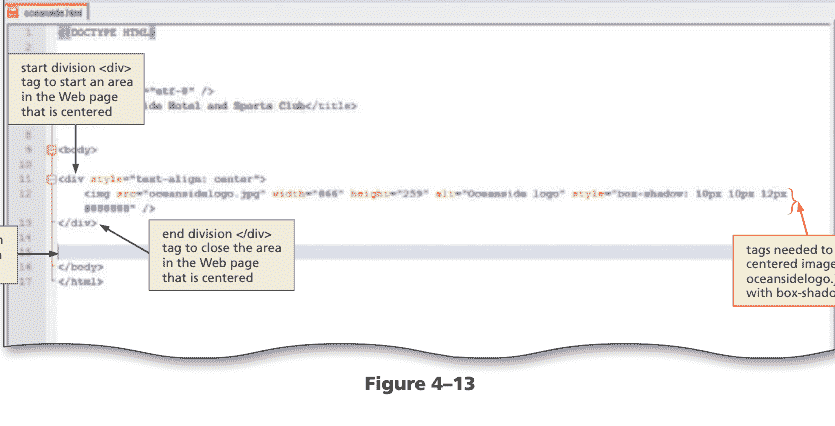 oceanside.html
1 <!DOCTYPE HTML>
2
start division <div>
tag to start an area
in the Web page
that is centered
="utf-8" />
ide Hotel and Sports Club</title>
8
9 <body>
10
11 <div style="text-align: center">
12 <img src="oceansidelogo.jpg" width="866" height="259" alt="Oceanside logo" style="box-shadow: 10px 10px 12px
/>
13 </div>
14
end division </div>
tag to close the area
in the Web page
that is centered
tags needed to
centered image
oceansidelogo.j
with box-shado
15
16 </body>
17 </html>
Figure 4–13